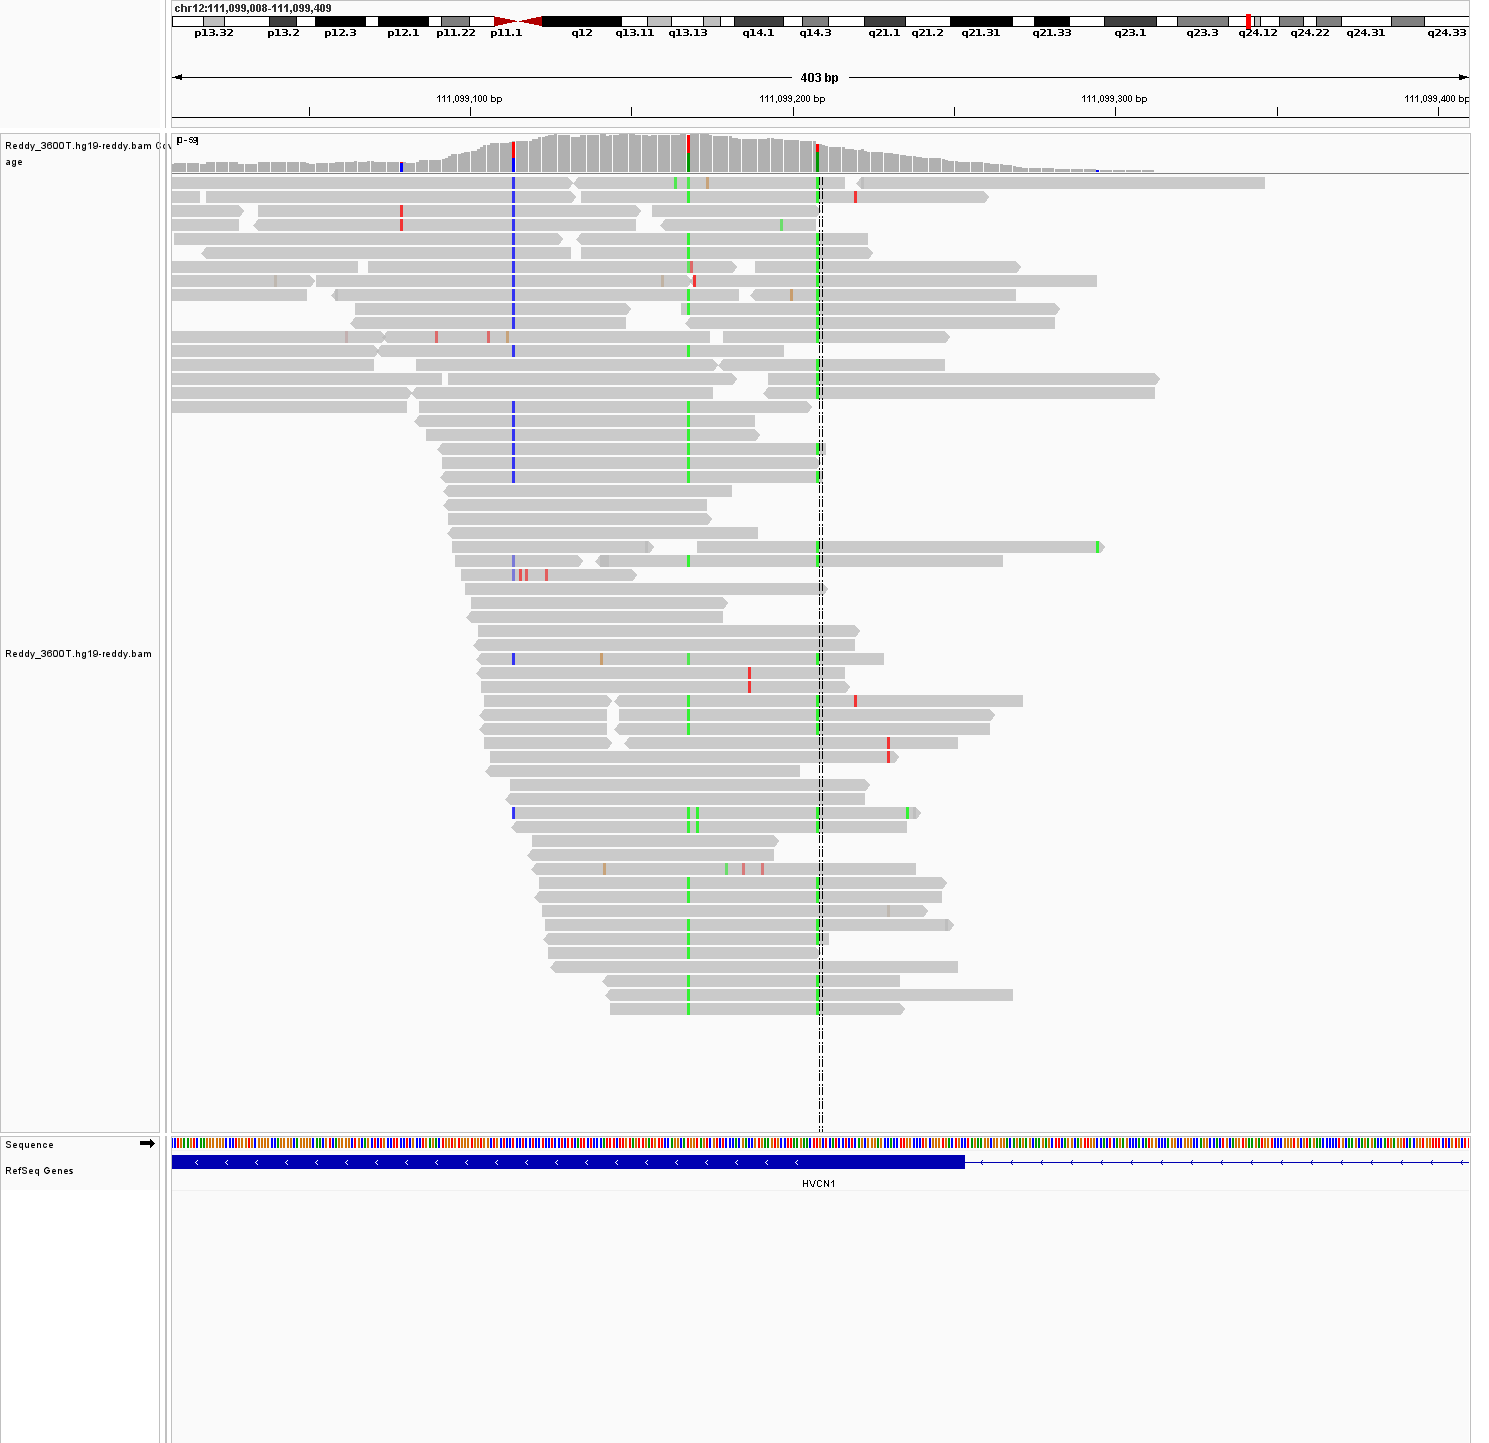 chr12:111,099,008-111,099,409
p13.32 p13.2 p12.3 p12.1 p11.22 p11.1 q12 q13.11 q13.13 q14.1 q14.3 q21.1 q21.2 q21.31 q21.33 q23.1 q23.3 q24.12 q24.22 q24.31 q24.33
403 bp
111,099,100 bp 111,099,200 bp 111,099,300 bp 111,099,400 bp
Reddy_3600T.hg19-reddy.bam Cov
age
[0-59]
Reddy_3600T.hg19-reddy.bam
Sequence
RefSeq Genes
HVCN1